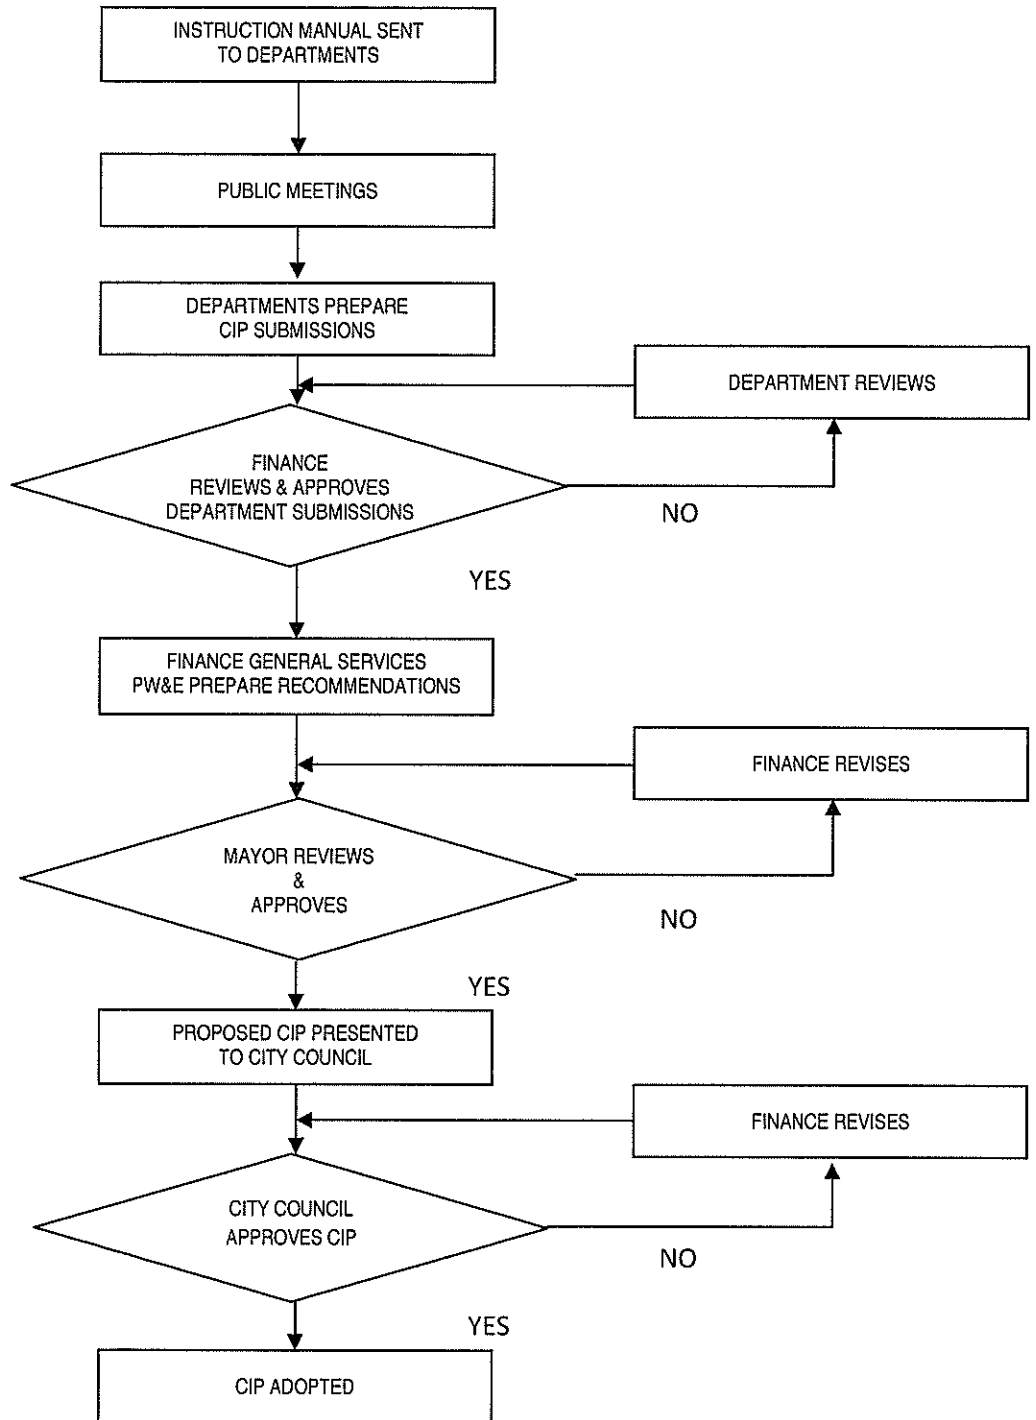 INSTRUCTION MANUAL SENT
TO DEPARTMENTS
PUBLIC MEETINGS
DEPARTMENTS PREPARE
CIP SUBMISSIONS
DEPARTMENT REVIEWS
FINANCE
REVIEWS & APPROVES
DEPARTMENT SUBMISSIONS
NO
YES
FINANCE GENERAL SERVICES
PW&E PREPARE RECOMMENDATIONS
FINANCE REVISES
MAYOR REVIEWS
&
APPROVES
NO
YES
PROPOSED CIP PRESENTED
TO CITY COUNCIL
FINANCE REVISES
CITY COUNCIL
APPROVES CIP
NO
YES
CIP ADOPTED